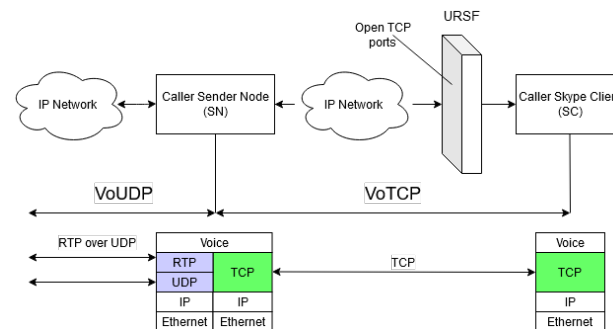 URSF
Open TCP
ports
IP Network
Caller Sender Node
(SN)
IP Network
Caller Skype Client
(SC)
VoUDP
VoTCP
RTP over UDP
Voice
RTP
UDP
TCP
IP
IP
Ethernet
Ethernet
TCP
Voice
TCP
IP
Ethernet